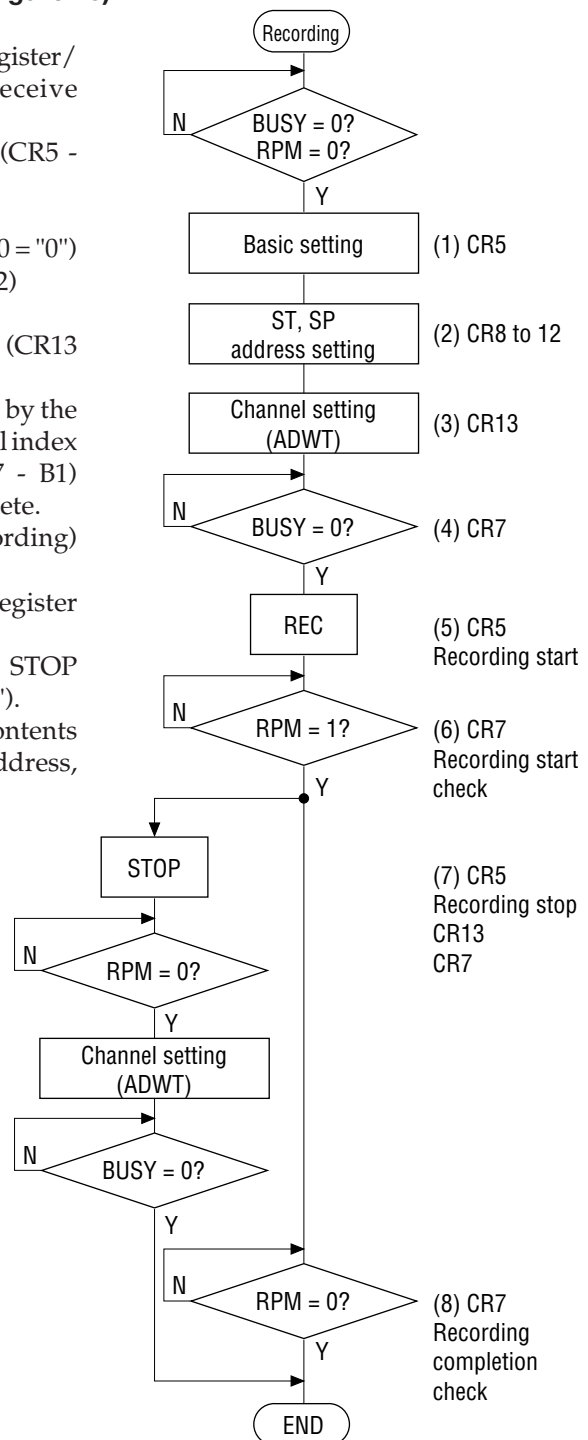 gister/
eceive
(CR5 -
0 = "0")
2)
(CR13
by the
l index
7 - B1)
ete.
ording)
egister
STOP
").
ontents
ddress,
Recording
N
BUSY = 0?
RPM = 0?
Y
Basic setting
(1) CR5
ST, SP
address setting
(2) CR8 to 12
Channel setting
(ADWT)
(3) CR13
N
BUSY = 0?
(4) CR7
Y
REC
(5) CR5
Recording start
N
RPM = 1?
(6) CR7
Recording start
check
Y
STOP
(7) CR5
Recording stop
CR13
CR7
N
RPM = 0?
Y
Channel setting
(ADWT)
N
BUSY = 0?
Y
N
RPM = 0?
(8) CR7
Recording
completion
check
Y
END